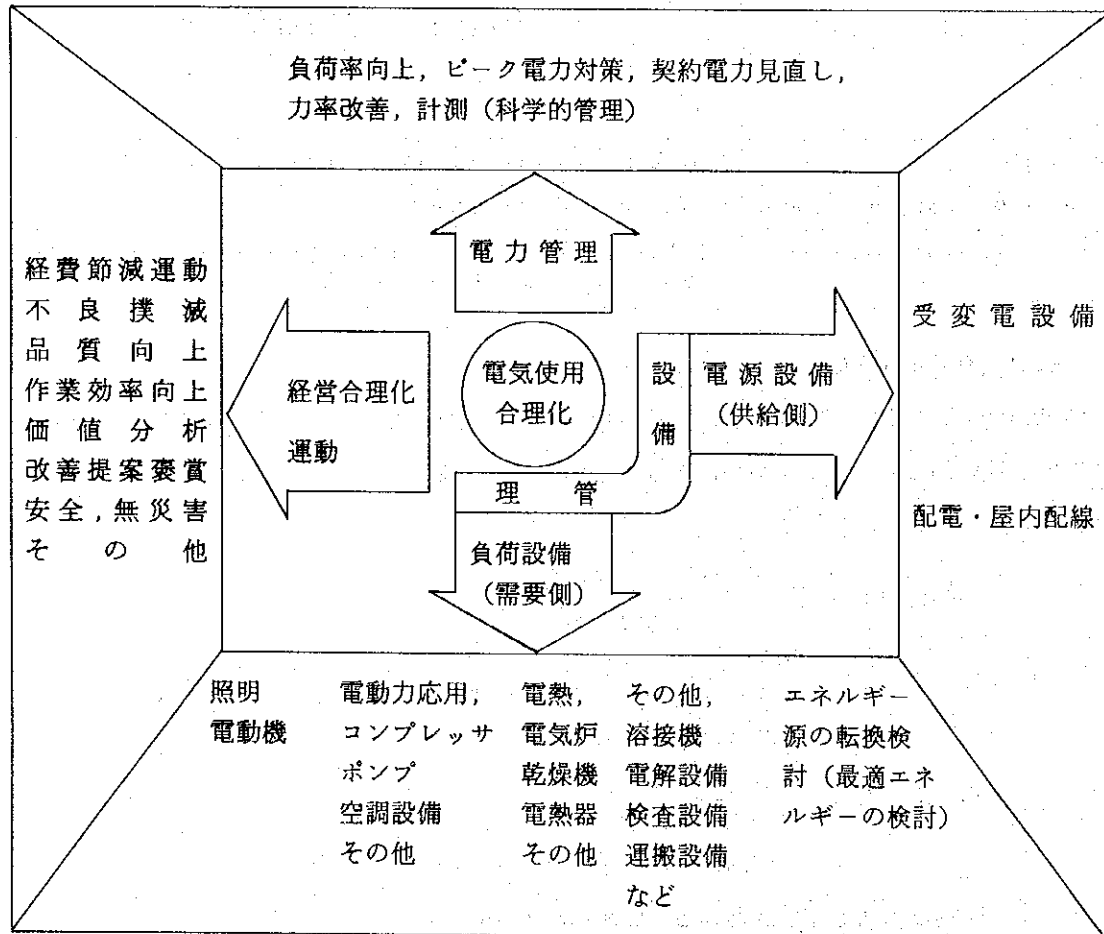 負荷率向上，ピーク電力対策，契約電力見直し，
力率改善，計測（科学的管理）
電力管理
経費節減運動
不良撲滅
品質向上
作業効率向上
価値分析
改善提案褒賞
安全，無災害
その他
経営合理化
運動
電気使用
合理化
設備
理管
電源設備
（供給側）
受変電設備
配電・屋内配線
負荷設備
（需要側）
照明
電動機
電動力応用，
コンプレッサ
ポンプ
空調設備
その他
電熱，
電気炉
乾燥機
電熱器
その他
その他，
溶接機
電解設備
検査設備
運搬設備
など
エネルギー
源の転換検
討（最適エネ
ルギーの検討）